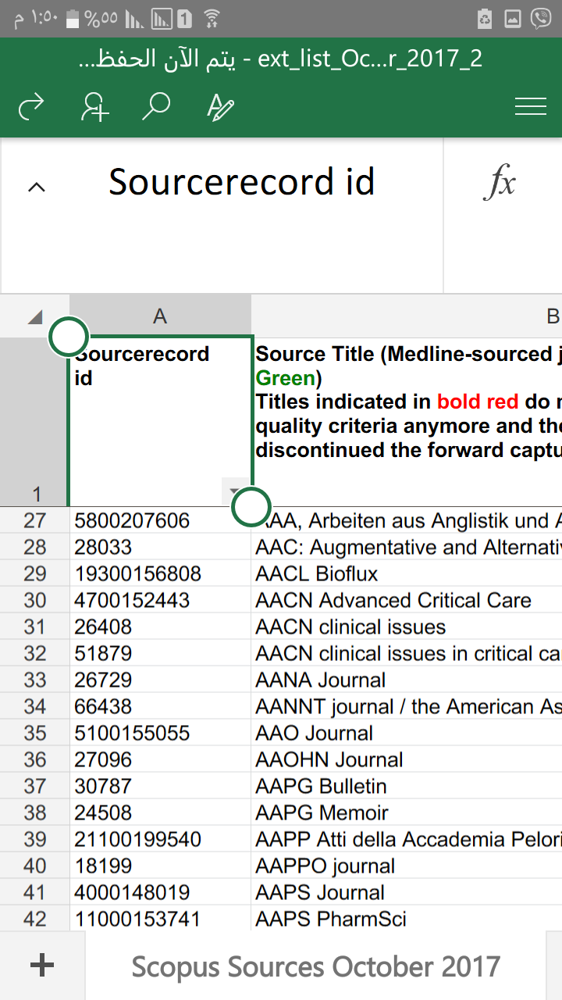 م ١:٥٠ %٥٥ 1
ext_list_Oc...r_2017_2 - يتم الآن الحفظ...
Sourcerecord id fx
A B
Sourcerecord id Source Title (Medline-sourced j
Green)
Titles indicated in bold red do n
quality criteria anymore and the
discontinued the forward captu
1
27 5800207606 AAA, Arbeiten aus Anglistik und A
28 28033 AAC: Augmentative and Alternativ
29 19300156808 AACL Bioflux
30 4700152443 AACN Advanced Critical Care
31 26408 AACN clinical issues
32 51879 AACN clinical issues in critical ca
33 26729 AANA Journal
34 66438 AANNT journal / the American As
35 5100155055 AAO Journal
36 27096 AAOHN Journal
37 30787 AAPG Bulletin
38 24508 AAPG Memoir
39 21100199540 AAPP Atti della Accademia Pelori
40 18199 AAPPO journal
41 4000148019 AAPS Journal
42 11000153741 AAPS PharmSci
+ Scopus Sources October 2017